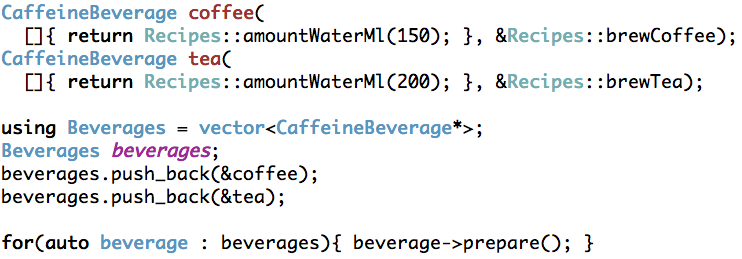 CaffeineBeverage coffee(
  []{ return Recipes::amountWaterMl(150); }, &Recipes::brewCoffee);
CaffeineBeverage tea(
  []{ return Recipes::amountWaterMl(200); }, &Recipes::brewTea);

using Beverages = vector<CaffeineBeverage*>;
Beverages beverages;
beverages.push_back(&coffee);
beverages.push_back(&tea);

for(auto beverage : beverages){ beverage->prepare(); }